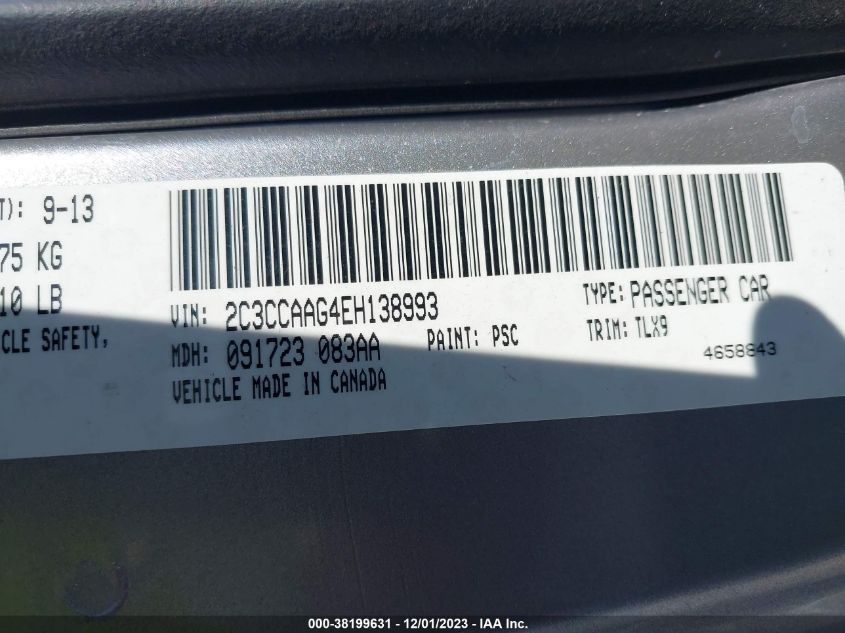 T): 9-13
75 KG
10 LB
CLE SAFETY,
VIN: 2C3CCAAG4EH138993
TYPE: PASSENGER CAR
MDH: 091723 083AA
PAINT: PSC
TRIM: TLX9
4658843
VEHICLE MADE IN CANADA
000-38199631 - 12/01/2023 - IAA Inc.